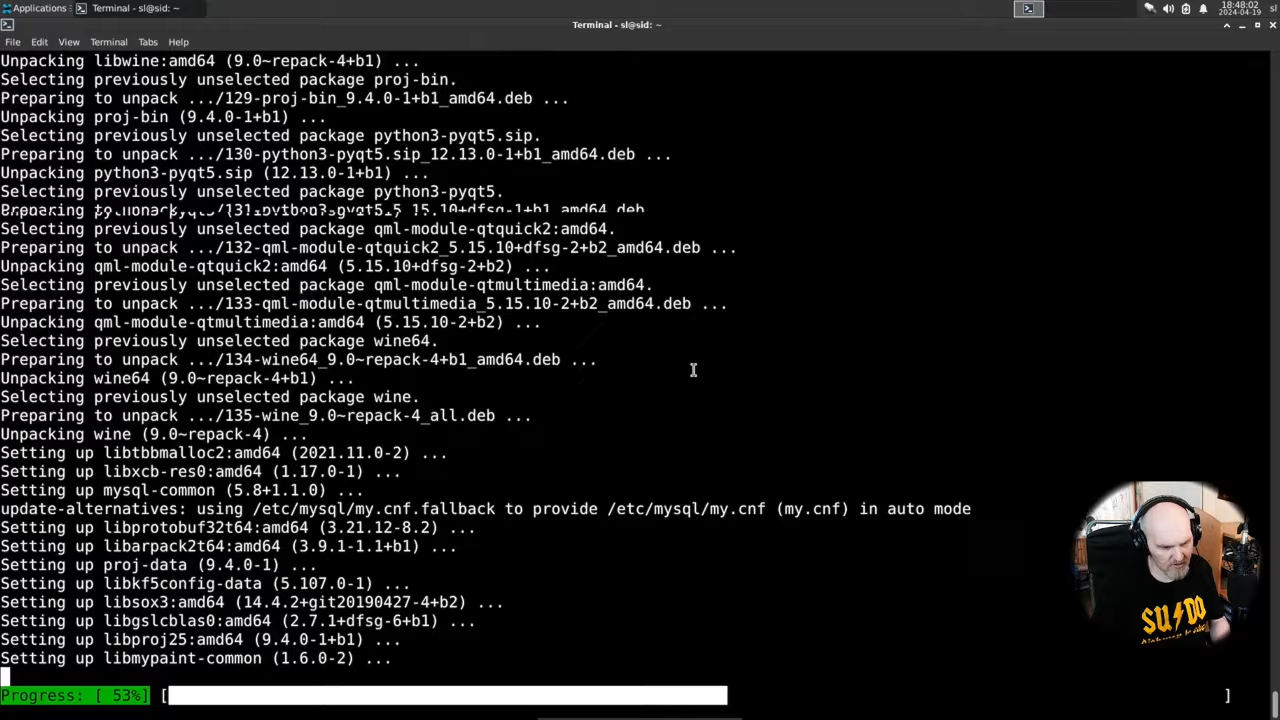 Applications
Terminal - sl@sid: ~
18:48:02
2024-04-19
sl
Terminal - sl@sid: ~
File Edit View Terminal Tabs Help
Unpacking libwine:amd64 (9.0~repack-4+b1) ...
Selecting previously unselected package proj-bin.
Preparing to unpack .../129-proj-bin_9.4.0-1+b1_amd64.deb ...
Unpacking proj-bin (9.4.0-1+b1) ...
Selecting previously unselected package python3-pyqt5.sip.
Preparing to unpack .../130-python3-pyqt5.sip_12.13.0-1+b1_amd64.deb ...
Unpacking python3-pyqt5.sip (12.13.0-1+b1) ...
Selecting previously unselected package python3-pyqt5.
Selecting previously unselected package qml-module-qtquick2:amd64.
Preparing to unpack .../132-qml-module-qtquick2_5.15.10+dfsg-2+b2_amd64.deb ...
Unpacking qml-module-qtquick2:amd64 (5.15.10+dfsg-2+b2) ...
Selecting previously unselected package qml-module-qtmultimedia:amd64.
Preparing to unpack .../133-qml-module-qtmultimedia_5.15.10-2+b2_amd64.deb ...
Unpacking qml-module-qtmultimedia:amd64 (5.15.10-2+b2) ...
Selecting previously unselected package wine64.
Preparing to unpack .../134-wine64_9.0~repack-4+b1_amd64.deb ...
Unpacking wine64 (9.0~repack-4+b1) ...
Selecting previously unselected package wine.
Preparing to unpack .../135-wine_9.0~repack-4_all.deb ...
Unpacking wine (9.0~repack-4) ...
Setting up libtbbmalloc2:amd64 (2021.11.0-2) ...
Setting up libxcb-res0:amd64 (1.17.0-1) ...
Setting up mysql-common (5.8+1.1.0) ...
update-alternatives: using /etc/mysql/my.cnf.fallback to provide /etc/mysql/my.cnf (my.cnf) in auto mode
Setting up libprotobuf32t64:amd64 (3.21.12-8.2) ...
Setting up libarpack2t64:amd64 (3.9.1-1.1+b1) ...
Setting up proj-data (9.4.0-1) ...
Setting up libkf5config-data (5.107.0-1) ...
Setting up libsox3:amd64 (14.4.2+git20190427-4+b2) ...
Setting up libgslcblas0:amd64 (2.7.1+dfsg-6+b1) ...
Setting up libproj25:amd64 (9.4.0-1+b1) ...
Setting up libmypaint-common (1.6.0-2) ...
Progress: [ 53%] [ ]
SU DO